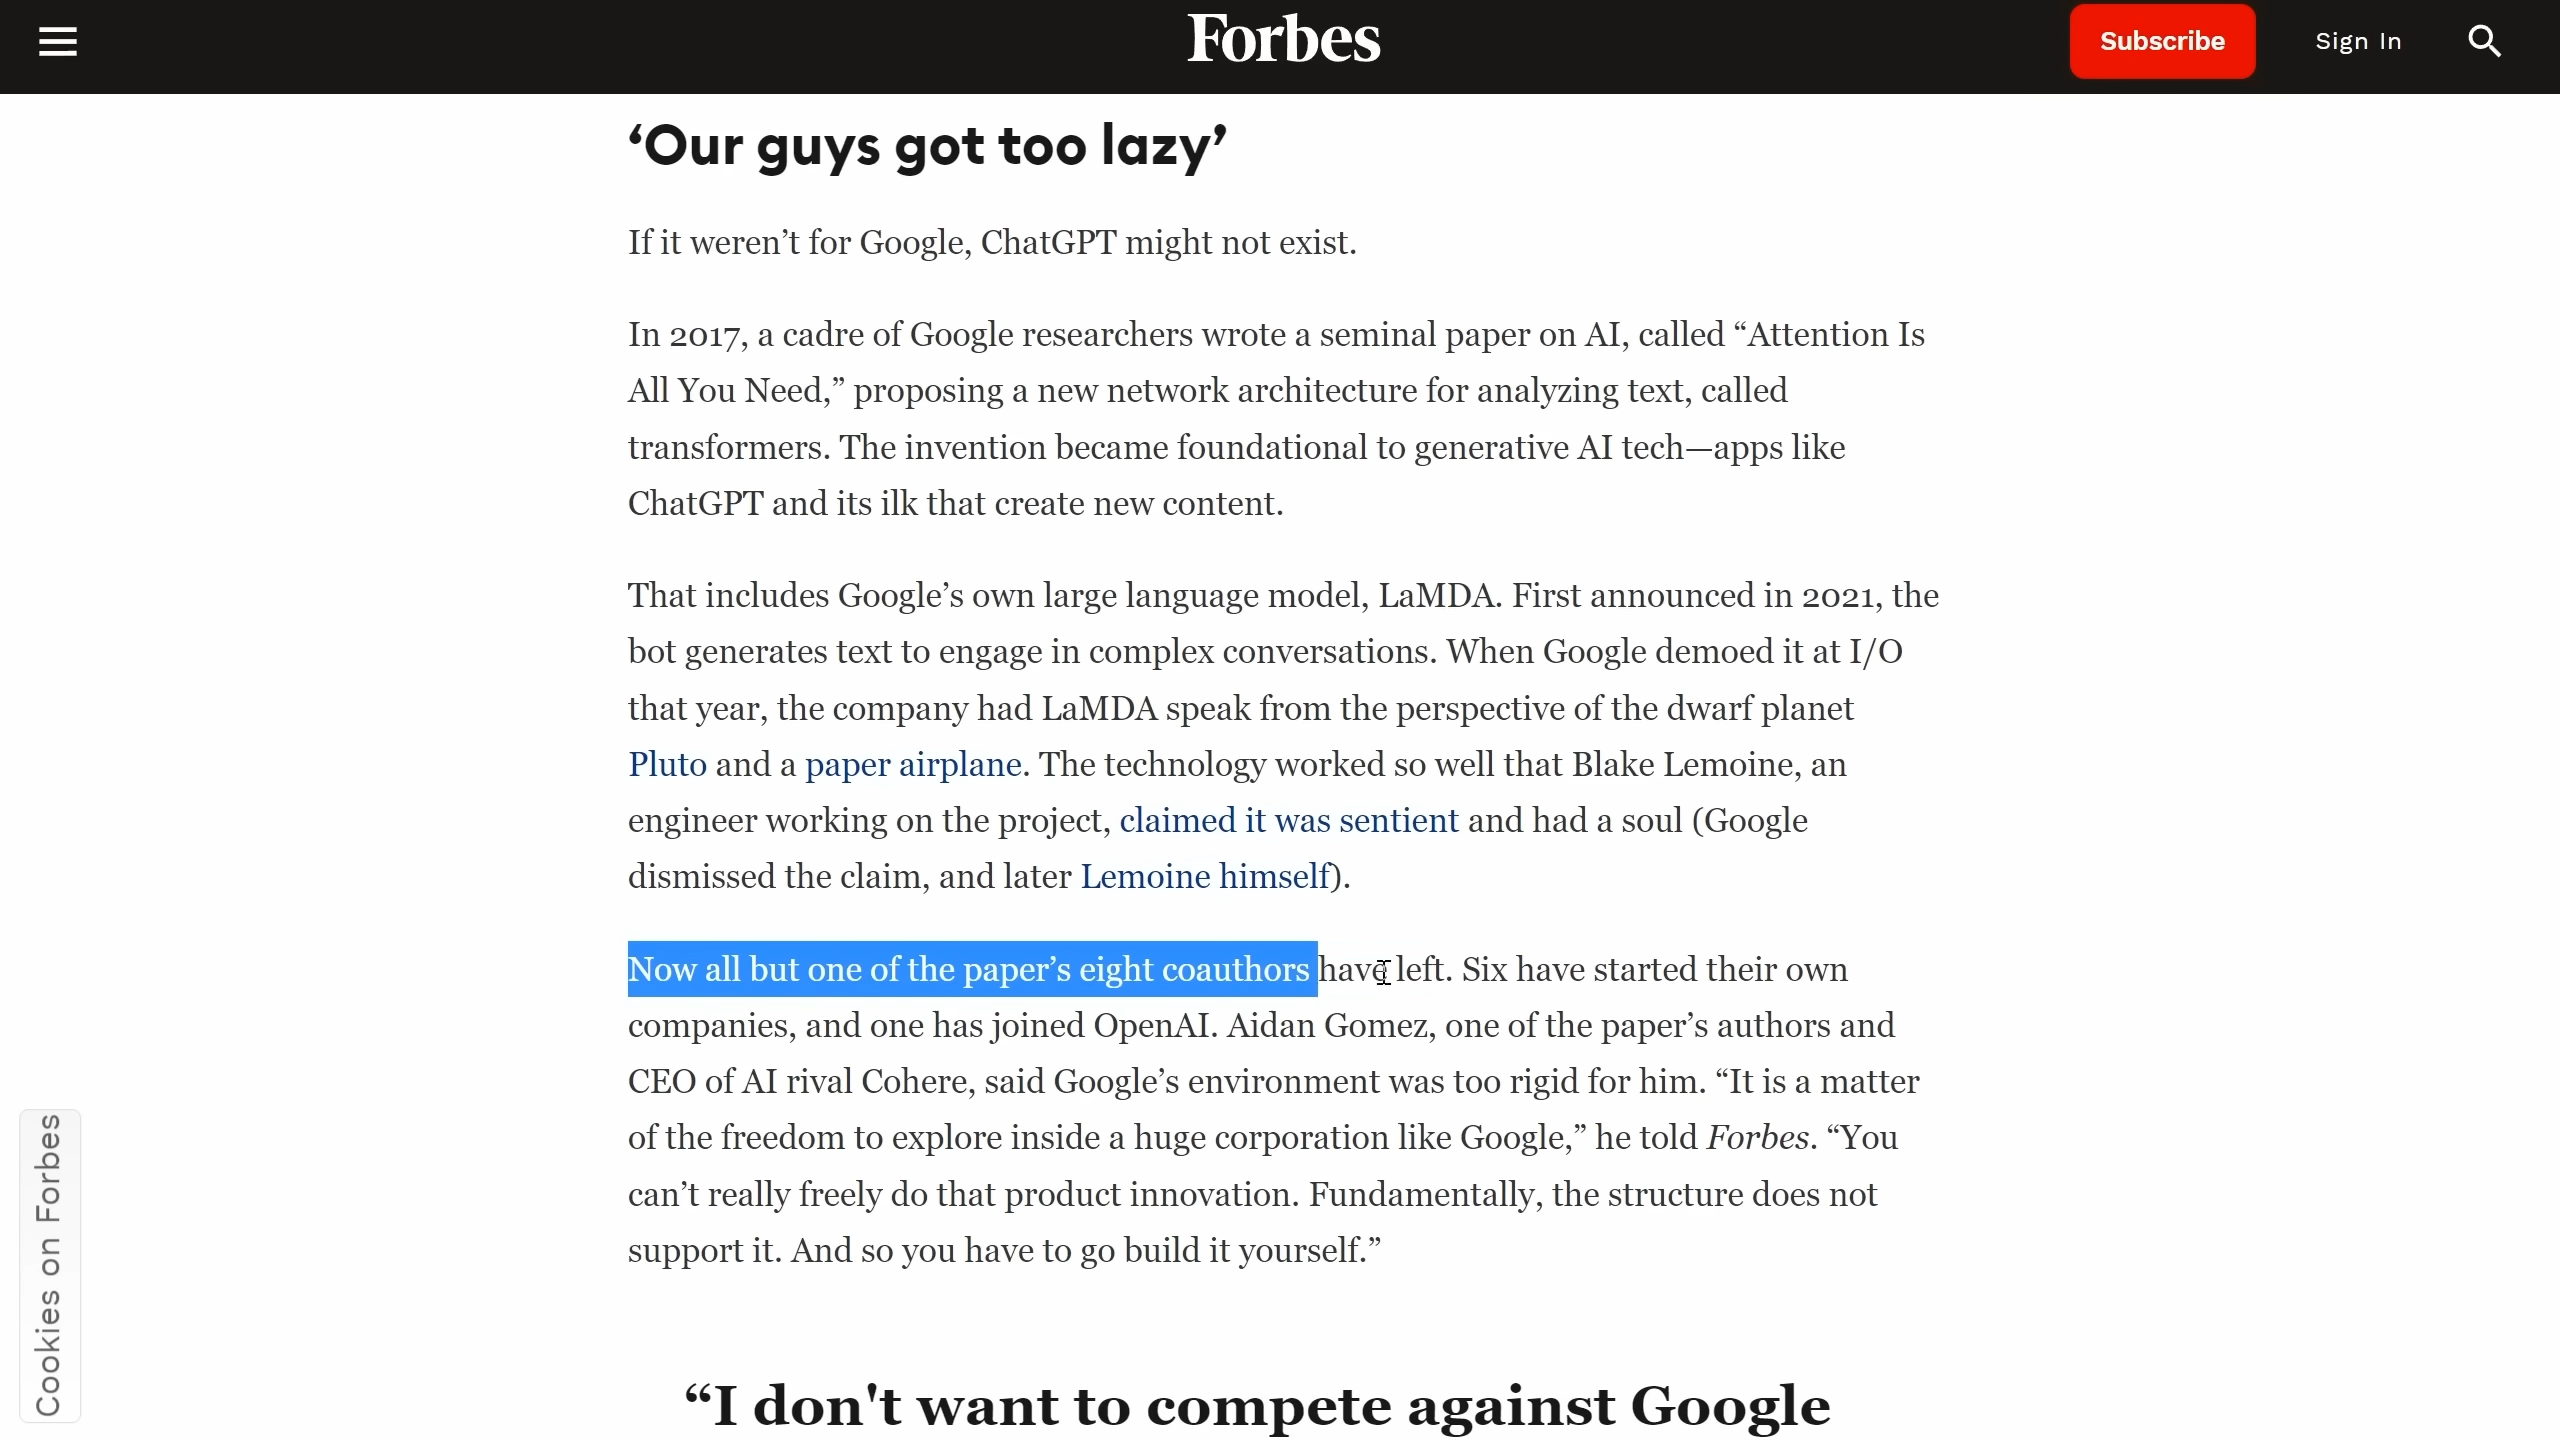 Forbes
Subscribe
Sign In
‘Our guys got too lazy’
If it weren’t for Google, ChatGPT might not exist.
In 2017, a cadre of Google researchers wrote a seminal paper on AI, called “Attention Is
All You Need,” proposing a new network architecture for analyzing text, called
transformers. The invention became foundational to generative AI tech—apps like
ChatGPT and its ilk that create new content.
That includes Google’s own large language model, LaMDA. First announced in 2021, the
bot generates text to engage in complex conversations. When Google demoed it at I/O
that year, the company had LaMDA speak from the perspective of the dwarf planet
Pluto and a paper airplane. The technology worked so well that Blake Lemoine, an
engineer working on the project, claimed it was sentient and had a soul (Google
dismissed the claim, and later Lemoine himself).
Now all but one of the paper’s eight coauthors have left. Six have started their own
companies, and one has joined OpenAI. Aidan Gomez, one of the paper’s authors and
CEO of AI rival Cohere, said Google’s environment was too rigid for him. “It is a matter
of the freedom to explore inside a huge corporation like Google,” he told Forbes. “You
can’t really freely do that product innovation. Fundamentally, the structure does not
support it. And so you have to go build it yourself.”
“I don't want to compete against Google
Cookies on Forbes